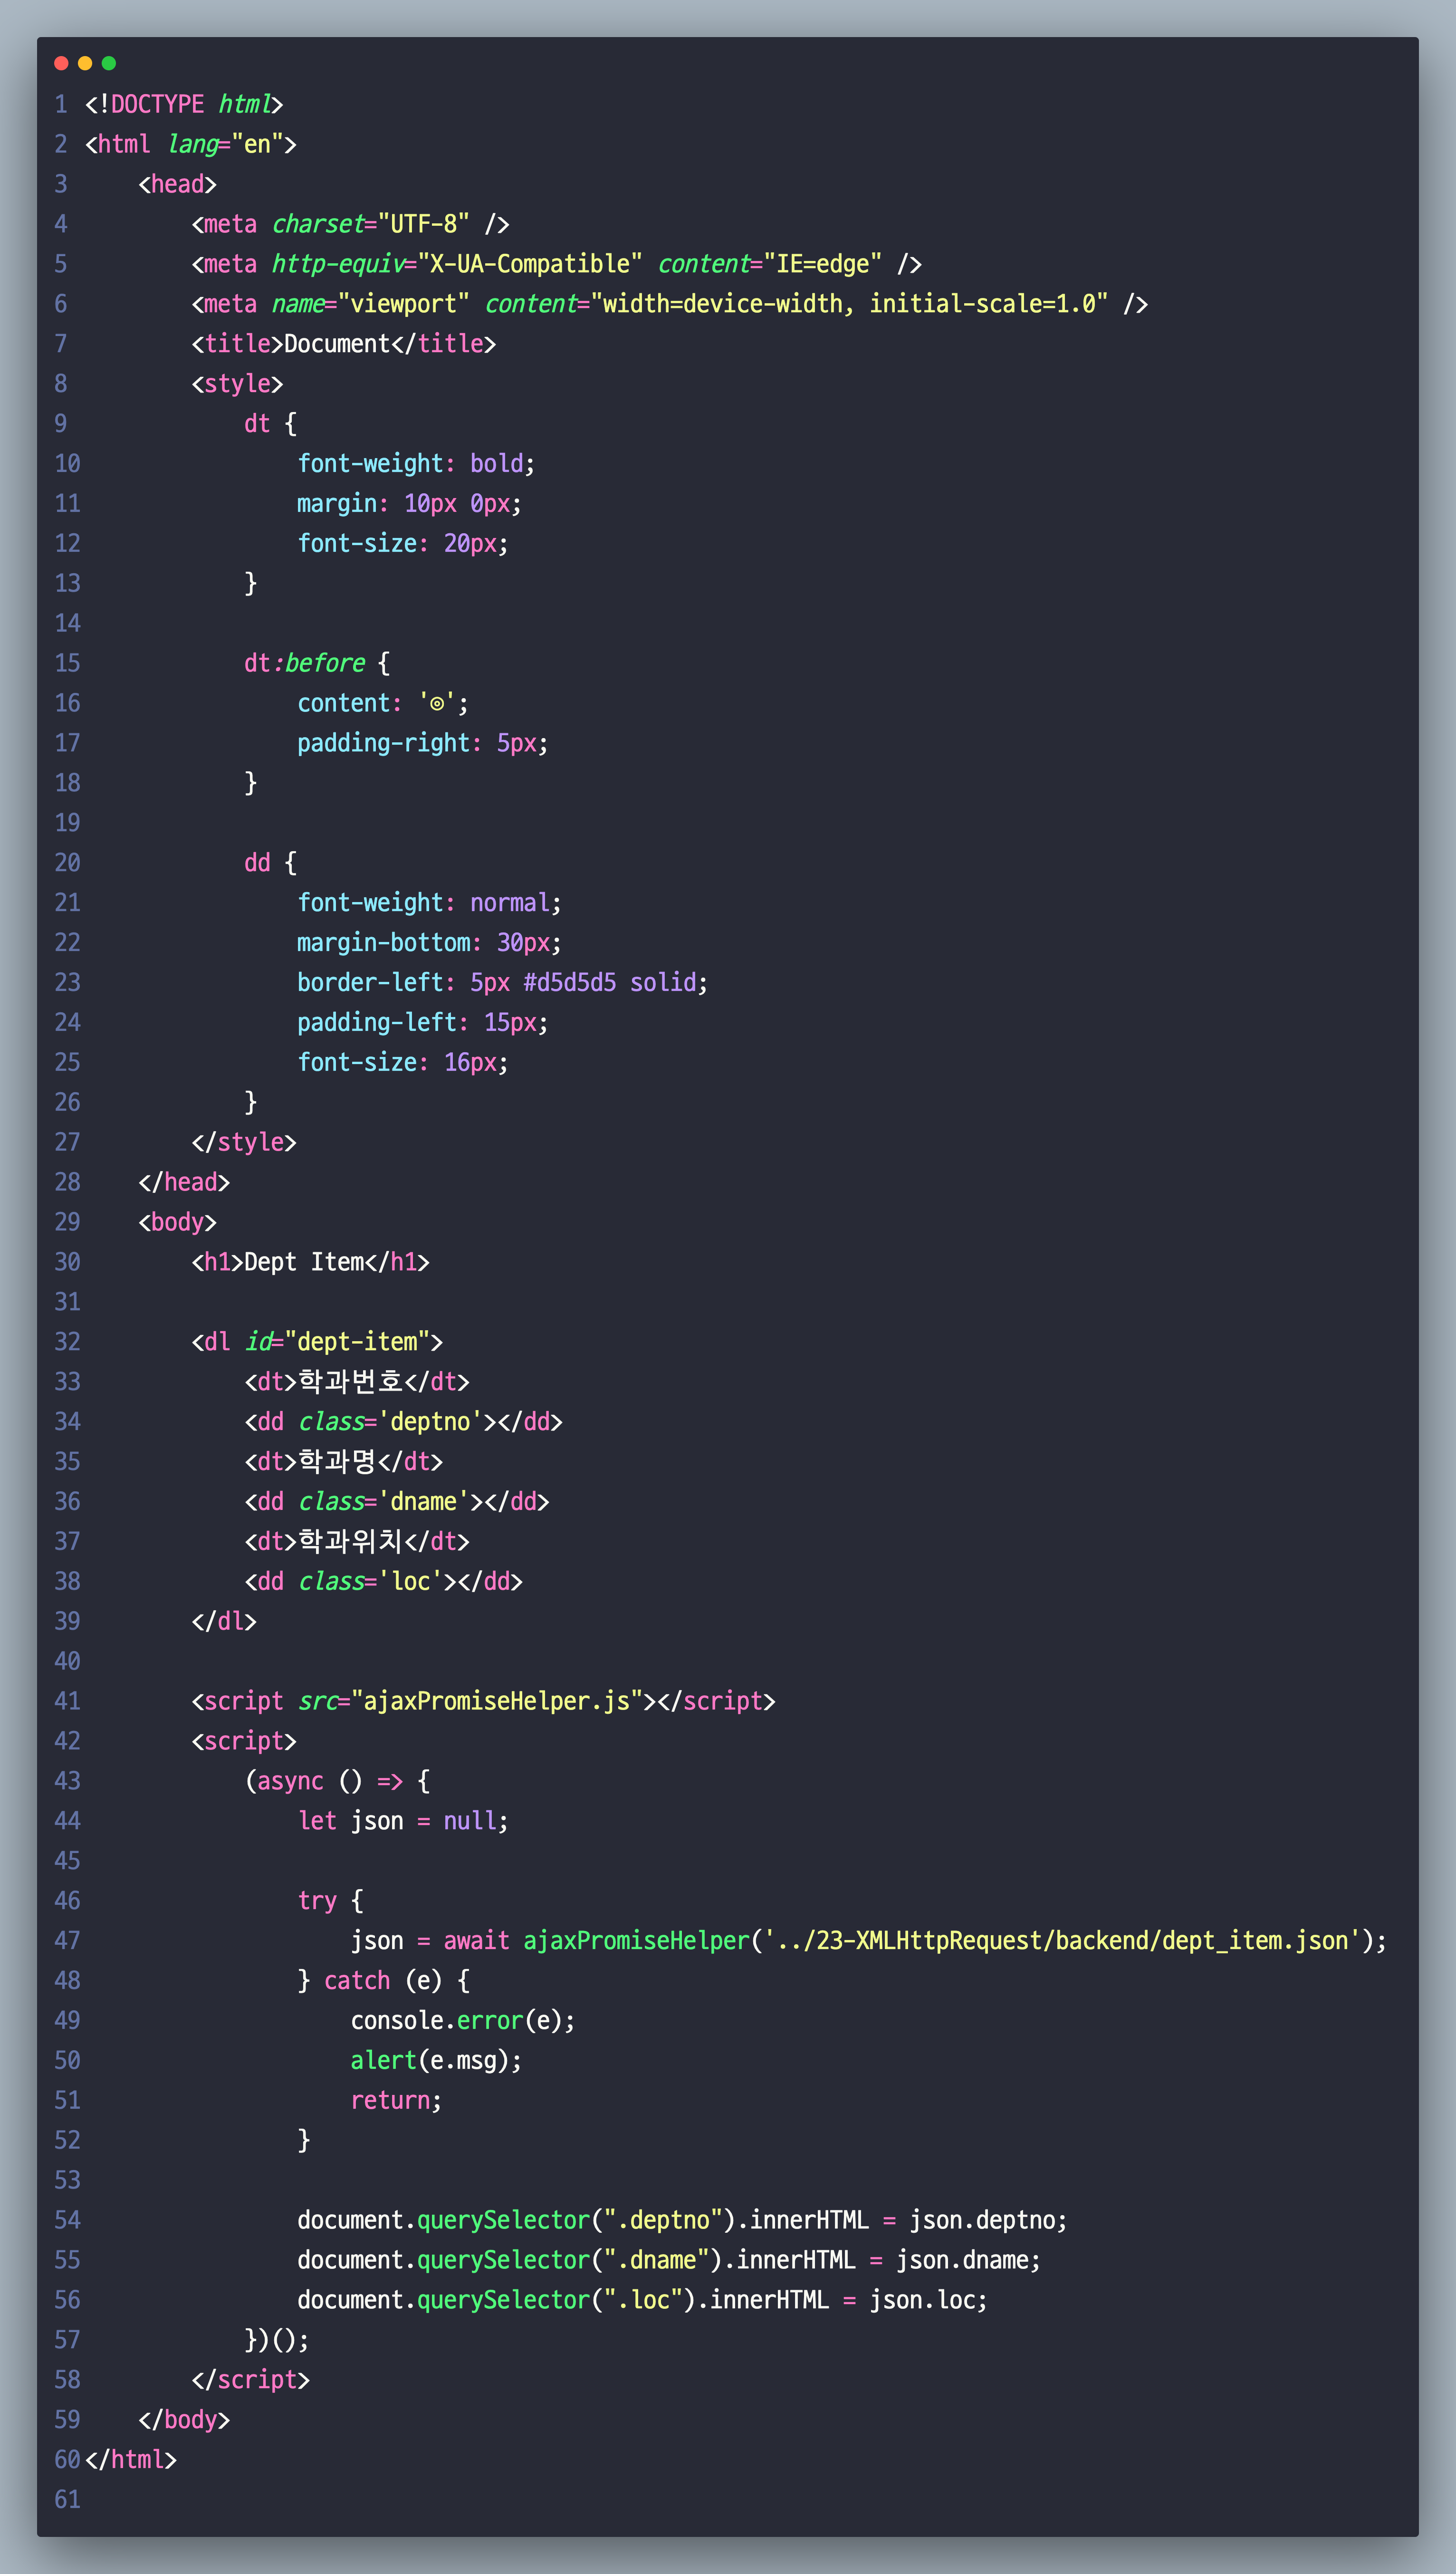 1 <!DOCTYPE html>
2 <html lang="en">
3     <head>
4         <meta charset="UTF-8" />
5         <meta http-equiv="X-UA-Compatible" content="IE=edge" />
6         <meta name="viewport" content="width=device-width, initial-scale=1.0" />
7         <title>Document</title>
8         <style>
9             dt {
10                 font-weight: bold;
11                 margin: 10px 0px;
12                 font-size: 20px;
13             }
14
15             dt:before {
16                 content: '⊚';
17                 padding-right: 5px;
18             }
19
20             dd {
21                 font-weight: normal;
22                 margin-bottom: 30px;
23                 border-left: 5px #d5d5d5 solid;
24                 padding-left: 15px;
25                 font-size: 16px;
26             }
27         </style>
28     </head>
29     <body>
30         <h1>Dept Item</h1>
31
32         <dl id="dept-item">
33             <dt>학과번호</dt>
34             <dd class='deptno'></dd>
35             <dt>학과명</dt>
36             <dd class='dname'></dd>
37             <dt>학과위치</dt>
38             <dd class='loc'></dd>
39         </dl>
40
41         <script src="ajaxPromiseHelper.js"></script>
42         <script>
43             (async () => {
44                 let json = null;
45
46                 try {
47                     json = await ajaxPromiseHelper('../23-XMLHttpRequest/backend/dept_item.json');
48                 } catch (e) {
49                     console.error(e);
50                     alert(e.msg);
51                     return;
52                 }
53
54                 document.querySelector(".deptno").innerHTML = json.deptno;
55                 document.querySelector(".dname").innerHTML = json.dname;
56                 document.querySelector(".loc").innerHTML = json.loc;
57             })();
58         </script>
59     </body>
60 </html>
61